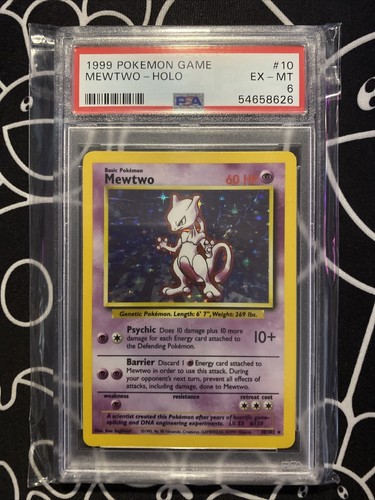 1999 POKEMON GAME #10
MEWTWO - HOLO EX - MT
6
PSA 54658626
Basic Pokémon
Mewtwo 60 HP
Genetic Pokémon. Length: 6' 7", Weight: 269 lbs.
Psychic Does 10 damage plus 10 more
damage for each Energy card attached to
the Defending Pokémon.
10+
Barrier Discard 1 Energy card attached to
Mewtwo in order to use this attack. During
your opponent's next turn, prevent all effects of
attacks, including damage, done to Mewtwo.
weakness resistance retreat cost
A scientist created this Pokémon after years of horrific gene-
splicing and DNA engineering experiments. LV. 53 #150